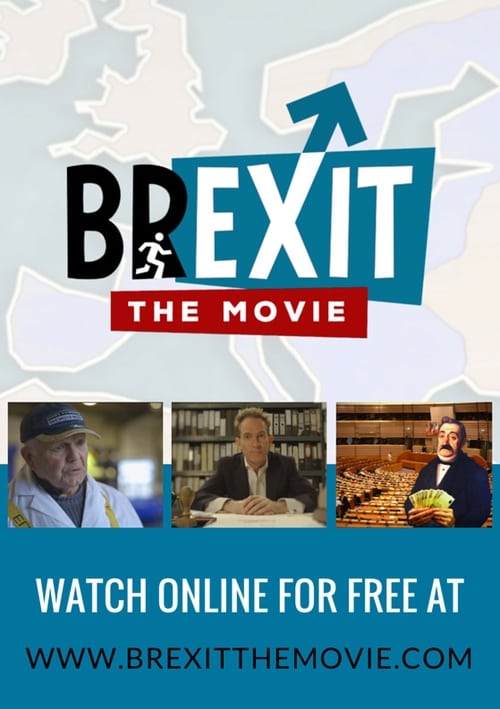 BREXIT
THE MOVIE
WATCH ONLINE FOR FREE AT
WWW.BREXITTHEMOVIE.COM